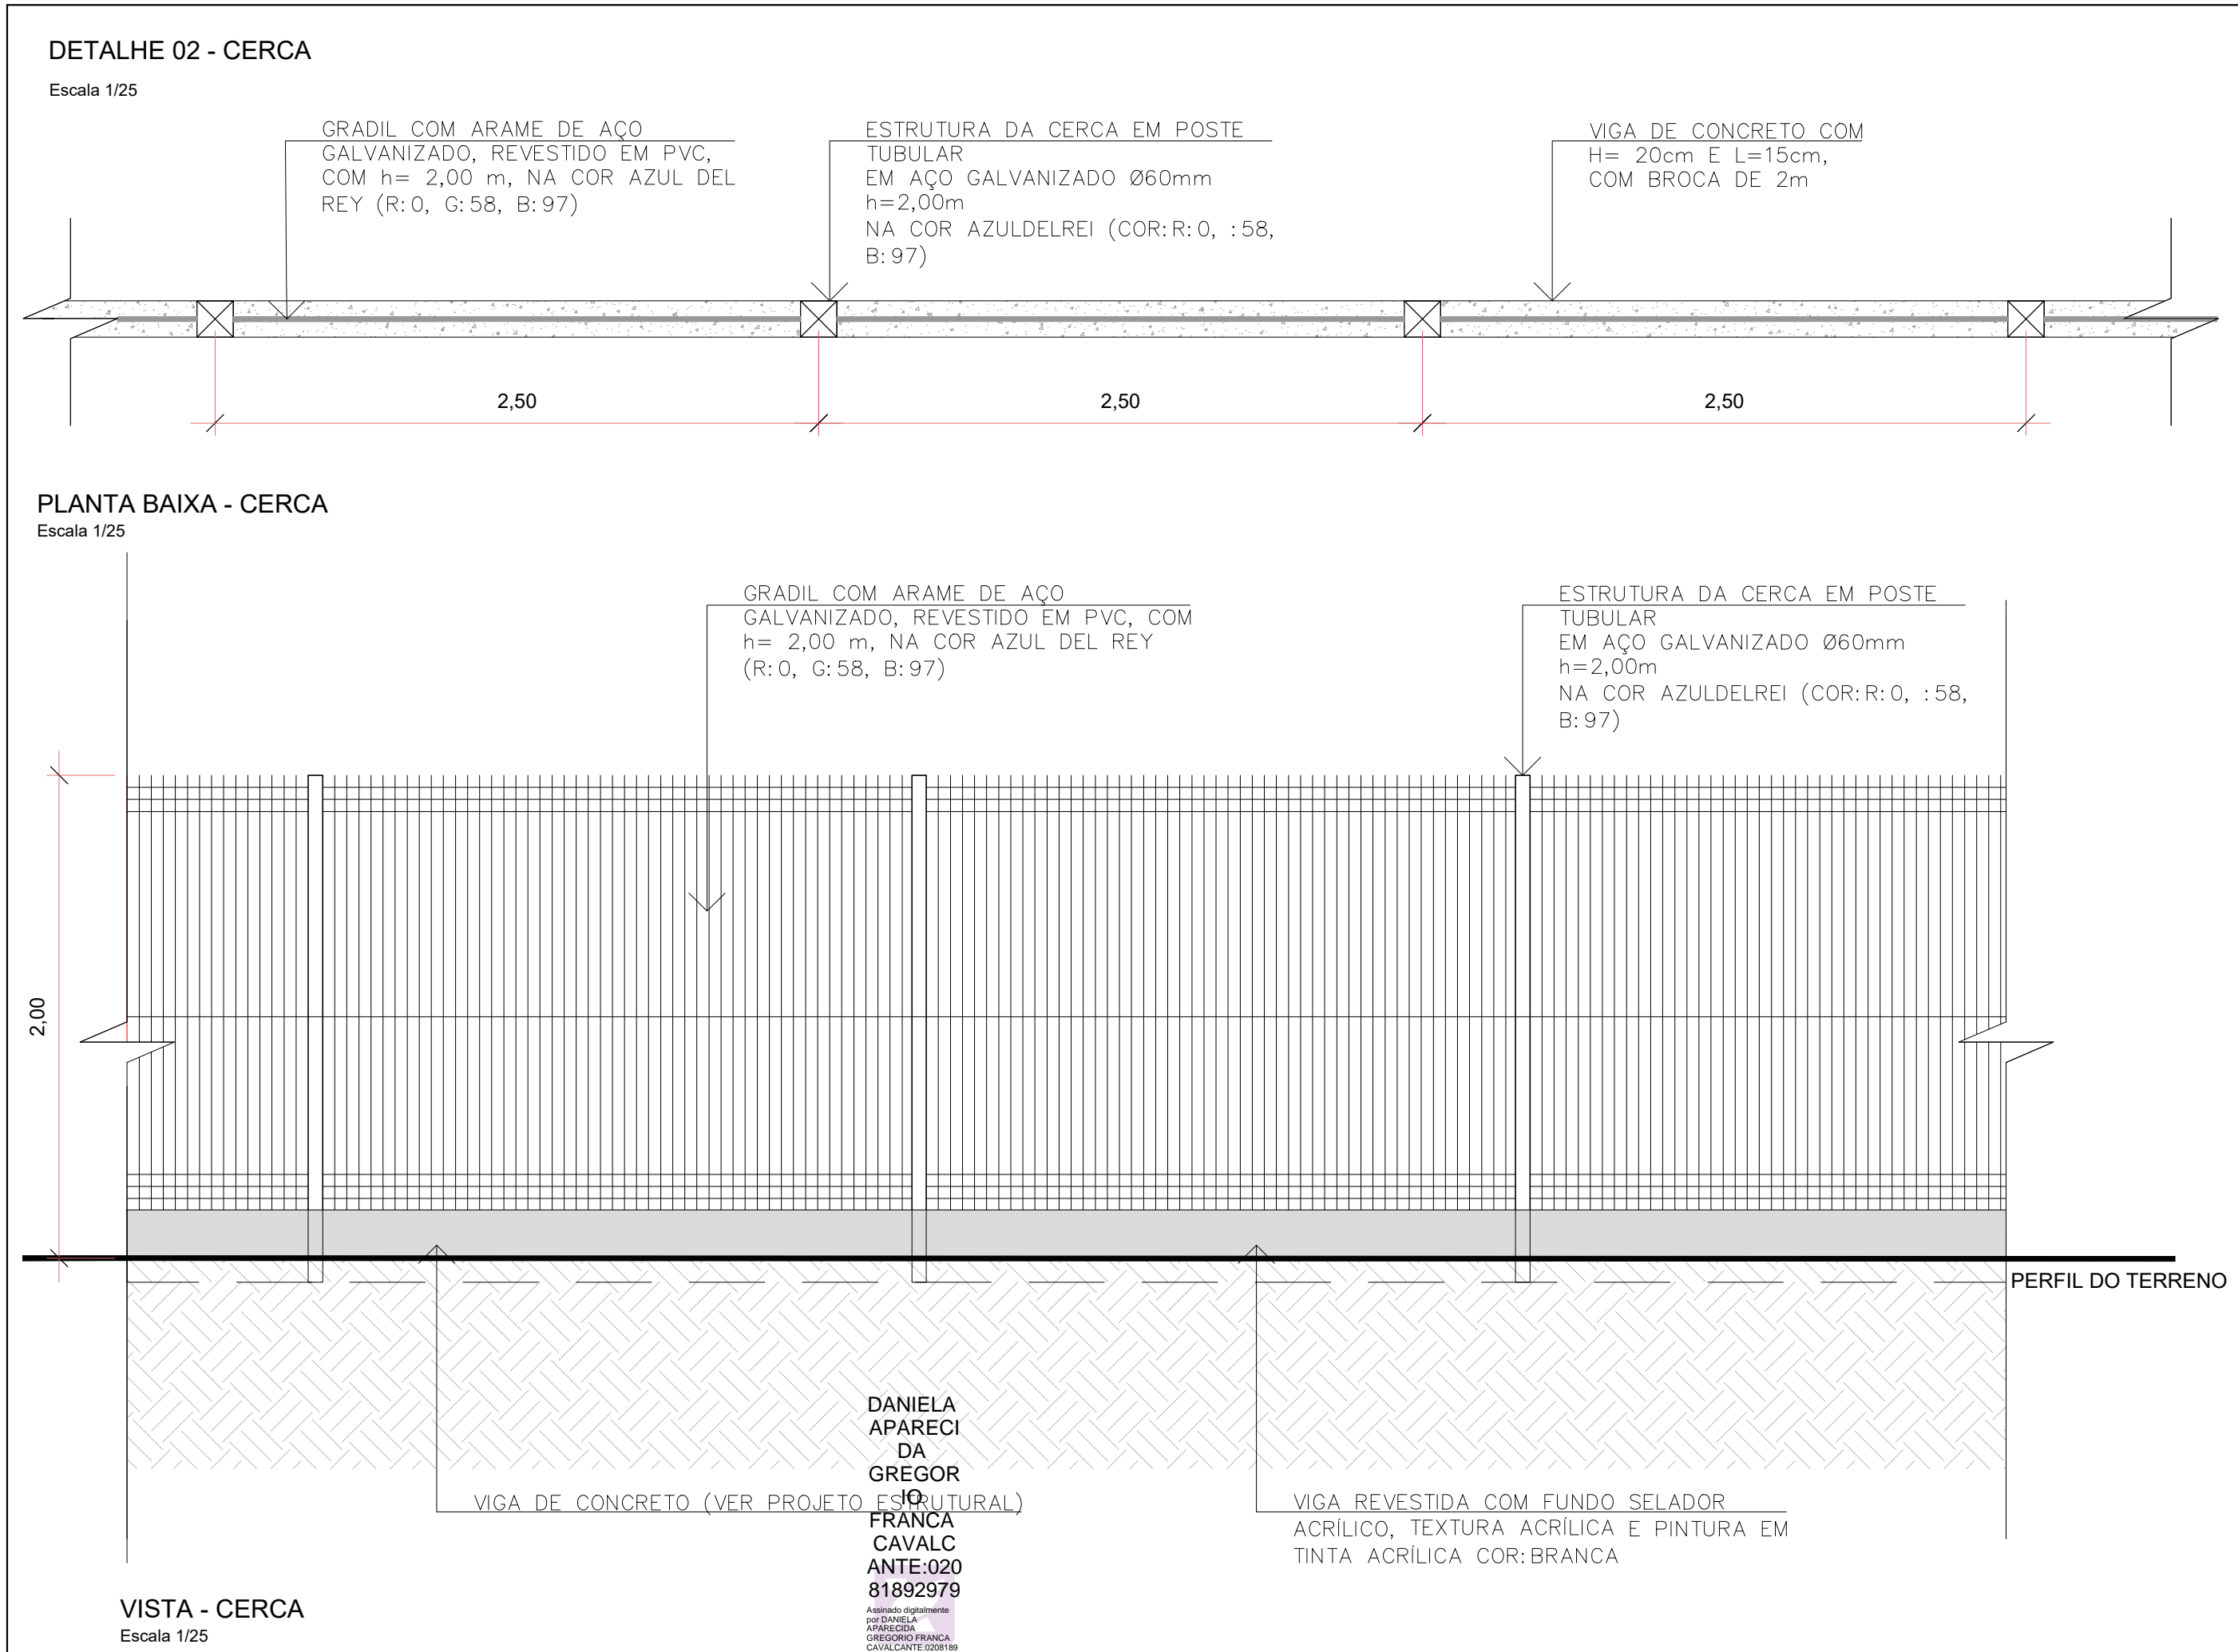 DETALHE 02 - CERCA
Escala 1/25
GRADIL COM ARAME DE AÇO
GALVANIZADO, REVESTIDO EM PVC,
COM h= 2,00 m, NA COR AZUL DEL
REY (R:0, G:58, B:97)
ESTRUTURA DA CERCA EM POSTE
TUBULAR
EM AÇO GALVANIZADO Ø60mm
h=2,00m
NA COR AZULDELREI (COR:R:0, :58,
B:97)
VIGA DE CONCRETO COM
H= 20cm E L=15cm,
COM BROCA DE 2m
2,50
2,50
2,50
PLANTA BAIXA - CERCA
Escala 1/25
GRADIL COM ARAME DE AÇO
GALVANIZADO, REVESTIDO EM PVC, COM
h= 2,00 m, NA COR AZUL DEL REY
(R:0, G:58, B:97)
ESTRUTURA DA CERCA EM POSTE
TUBULAR
EM AÇO GALVANIZADO Ø60mm
h=2,00m
NA COR AZULDELREI (COR:R:0, :58,
B:97)
2,00
PERFIL DO TERRENO
VIGA DE CONCRETO (VER PROJETO ESTRUTURAL)
VIGA REVESTIDA COM FUNDO SELADOR
ACRÍLICO, TEXTURA ACRÍLICA E PINTURA EM
TINTA ACRÍLICA COR:BRANCA
DANIELA
APARECI
DA
GREGOR
IO
FRANCA
CAVALC
ANTE:020
81892979
Assinado digitalmente
por DANIELA
APARECIDA
GREGORIO FRANCA
CAVALCANTE:0208189
VISTA - CERCA
Escala 1/25